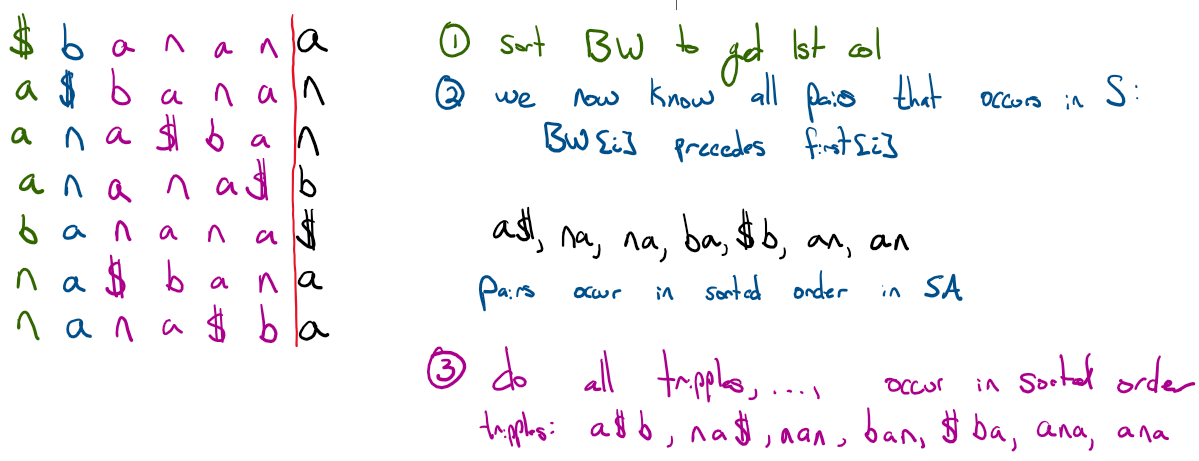 $ b a n a n | a
a $ b a n a n
a n a $ b a n
a n a n a $ b
b a n a n a $
n a $ b a n a
n a n a $ b a
① sort BW to get 1st col
② we now know all pairs that occurs in S:
BW[i] precedes first[i]
a$, na, na, ba, $b, an, an
Pairs occur in sorted order in SA
③ do all tripples, ...., occur in sorted order
tripples: a$b, na$, nan, ban, $ba, ana, ana